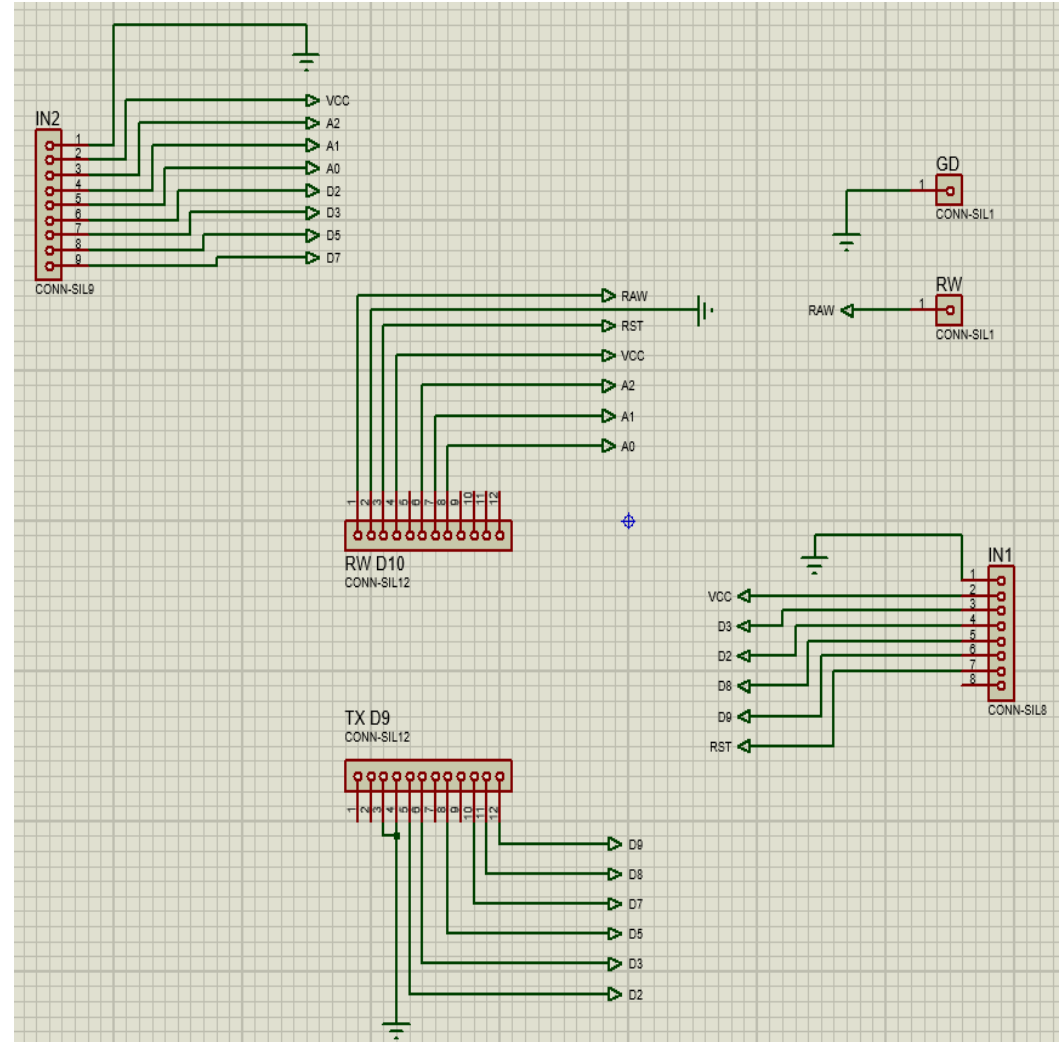 VCC
A2
A1
A0
D2
D3
D5
D7
IN2
1
2
3
4
5
6
7
8
9
CONN-SIL9
GD
1
CONN-SIL1
RW
RAW
1
CONN-SIL1
RAW
RST
VCC
A2
A1
A0
1 2 3 4 5 6 7 8 9 10 11 12
RW D10
CONN-SIL12
IN1
1
2
3
4
5
6
7
8
CONN-SIL8
VCC
D3
D2
D8
D9
RST
TX D9
CONN-SIL12
1 2 3 4 5 6 7 8 9 10 11 12
D9
D8
D7
D5
D3
D2